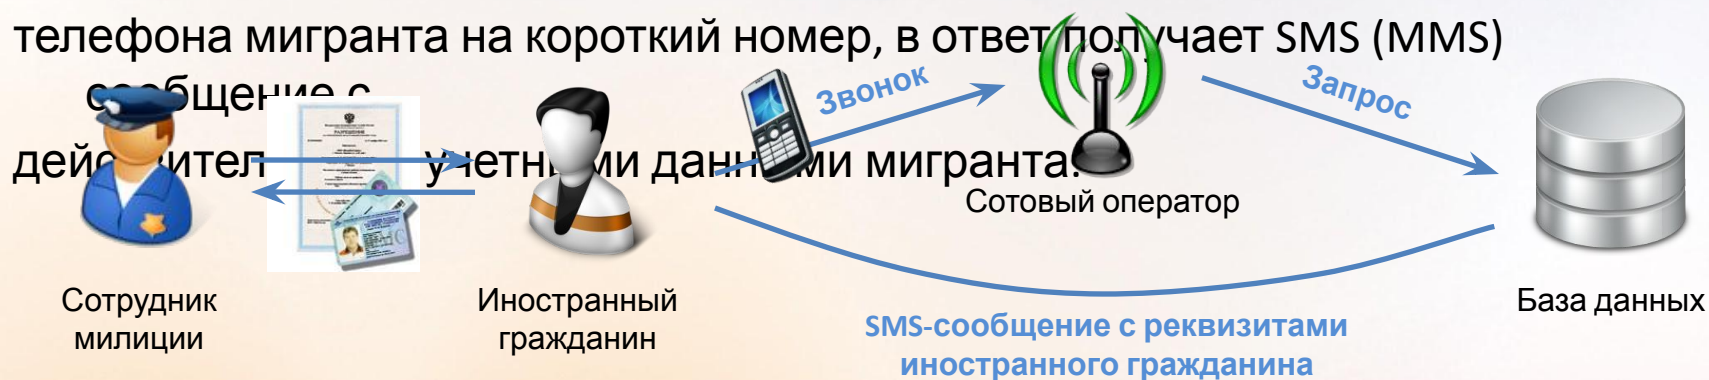 телефона мигранта на короткий номер, в ответ получает SMS (MMS)
сообщение с
учетными данными мигранта.
Звонок
Запрос
РАЗРЕШЕНИЕ
Сотовый оператор
Сотрудник
милиции
Иностранный
гражданин
База данных
SMS-сообщение с реквизитами
иностранного гражданина